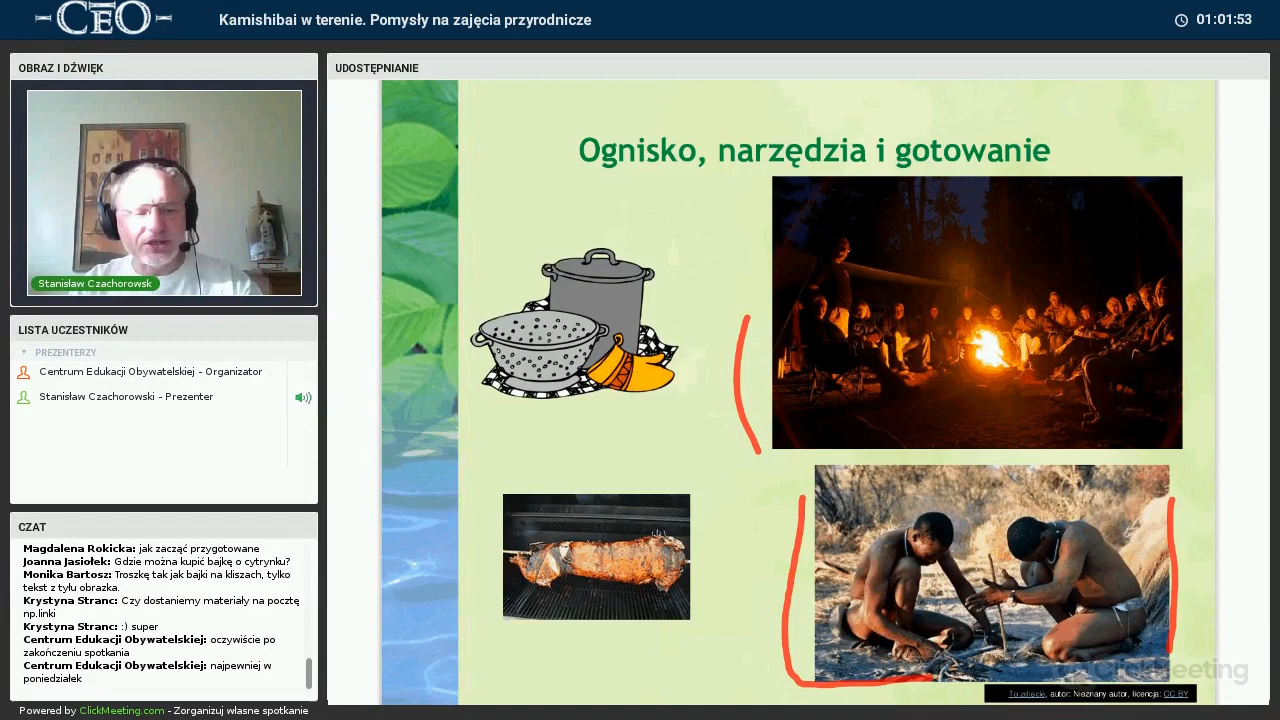 CEO
Kamishibai w terenie. Pomysły na zajęcia przyrodnicze
01:01:53
OBRAZ I DŹWIĘK
Stanisław Czachorowsk
LISTA UCZESTNIKÓW
PREZENTERZY
Centrum Edukacji Obywatelskiej - Organizator
Stanisław Czachorowski - Prezenter
CZAT
Magdalena Rokicka: jak zacząć przygotowane
Joanna Jasiołek: Gdzie można kupić bajkę o cytrynku?
Monika Bartosz: Troszkę tak jak bajki na kliszach, tylko
tekst z tyłu obrazka.
Krystyna Stranc: Czy dostaniemy materiały na pocztę
np.linki
Krystyna Stranc: :) super
Centrum Edukacji Obywatelskiej: oczywiście po
zakończeniu spotkania
Centrum Edukacji Obywatelskiej: najpewniej w
poniedziałek
Powered by ClickMeeting.com - Zorganizuj własne spotkanie
UDOSTĘPNIANIE
Ognisko, narzędzia i gotowanie
ClickMeeting
To zdjęcie, autor: Nieznany autor, licencja: CC BY